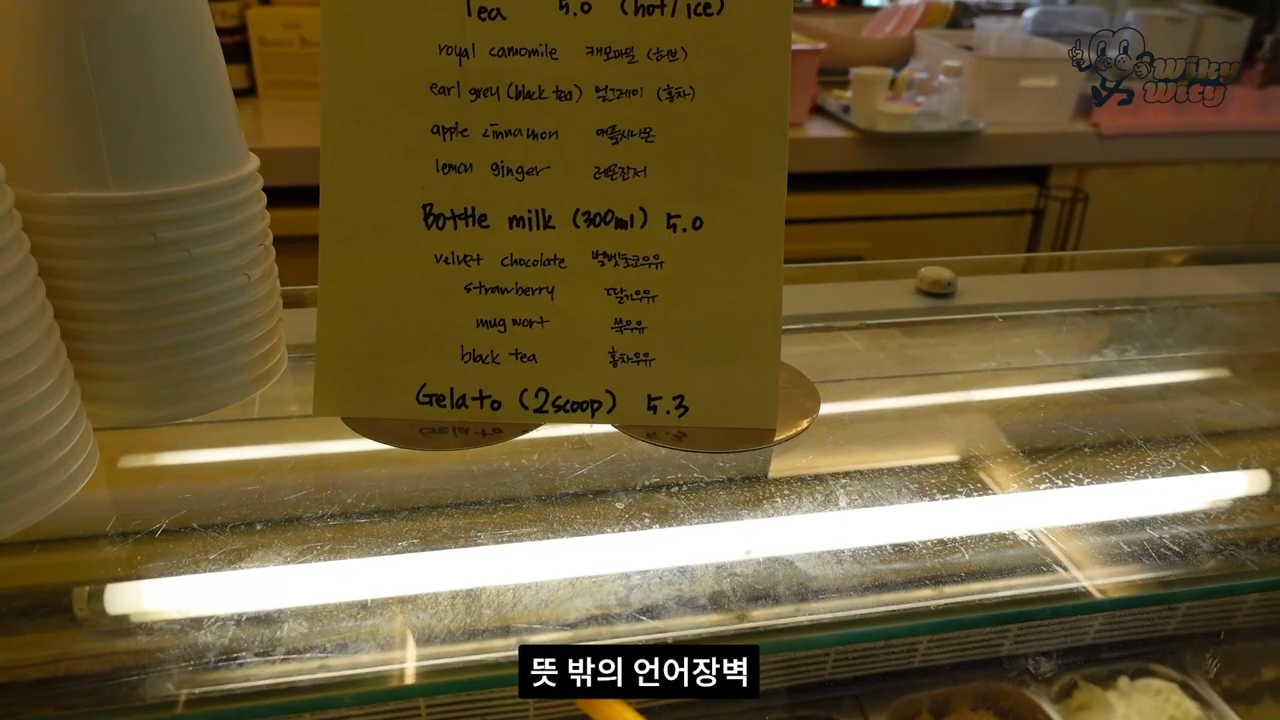 Tea 5.0 (hot/ice)
royal camomile 캐모마일 (허브)
earl grey (black tea) 얼그레이 (홍차)
apple cinnamon 애플시나몬
lemon ginger 레몬진저
Bottle milk (300ml) 5.0
velvet chocolate 벨벳초코우유
strawberry 딸기우유
mug wort 쑥우유
black tea 홍차우유
Gelato (2scoop) 5.3
wiky
wity
뜻 밖의 언어장벽